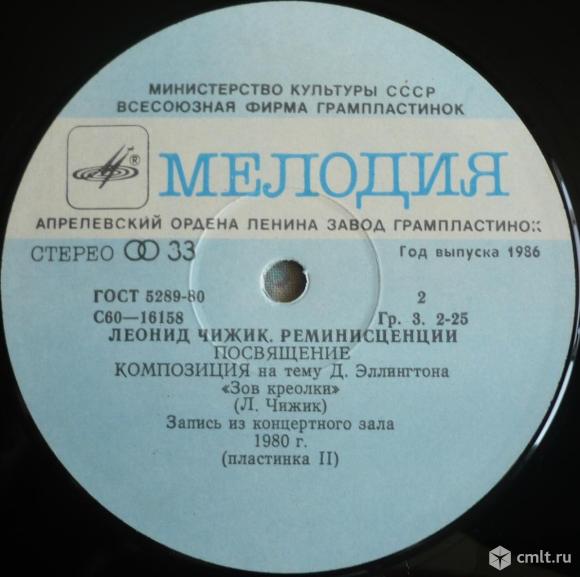 МИНИСТЕРСТВО КУЛЬТУРЫ СССР
ВСЕСОЮЗНАЯ ФИРМА ГРАМПЛАСТИНОК
® МЕЛОДИЯ
АПРЕЛЕВСКИЙ ОРДЕНА ЛЕНИНА ЗАВОД ГРАМПЛАСТИНОК
СТЕРЕО 33 Год выпуска 1986
ГОСТ 5289-80 2
С60—16158 Гр. 3. 2-25
ЛЕОНИД ЧИЖИК. РЕМИНИСЦЕНЦИИ
ПОСВЯЩЕНИЕ
КОМПОЗИЦИЯ на тему Д. Эллингтона
«Зов креолки»
(Л. Чижик)
Запись из концертного зала
1980 г.
(пластинка II)
cmlt.ru